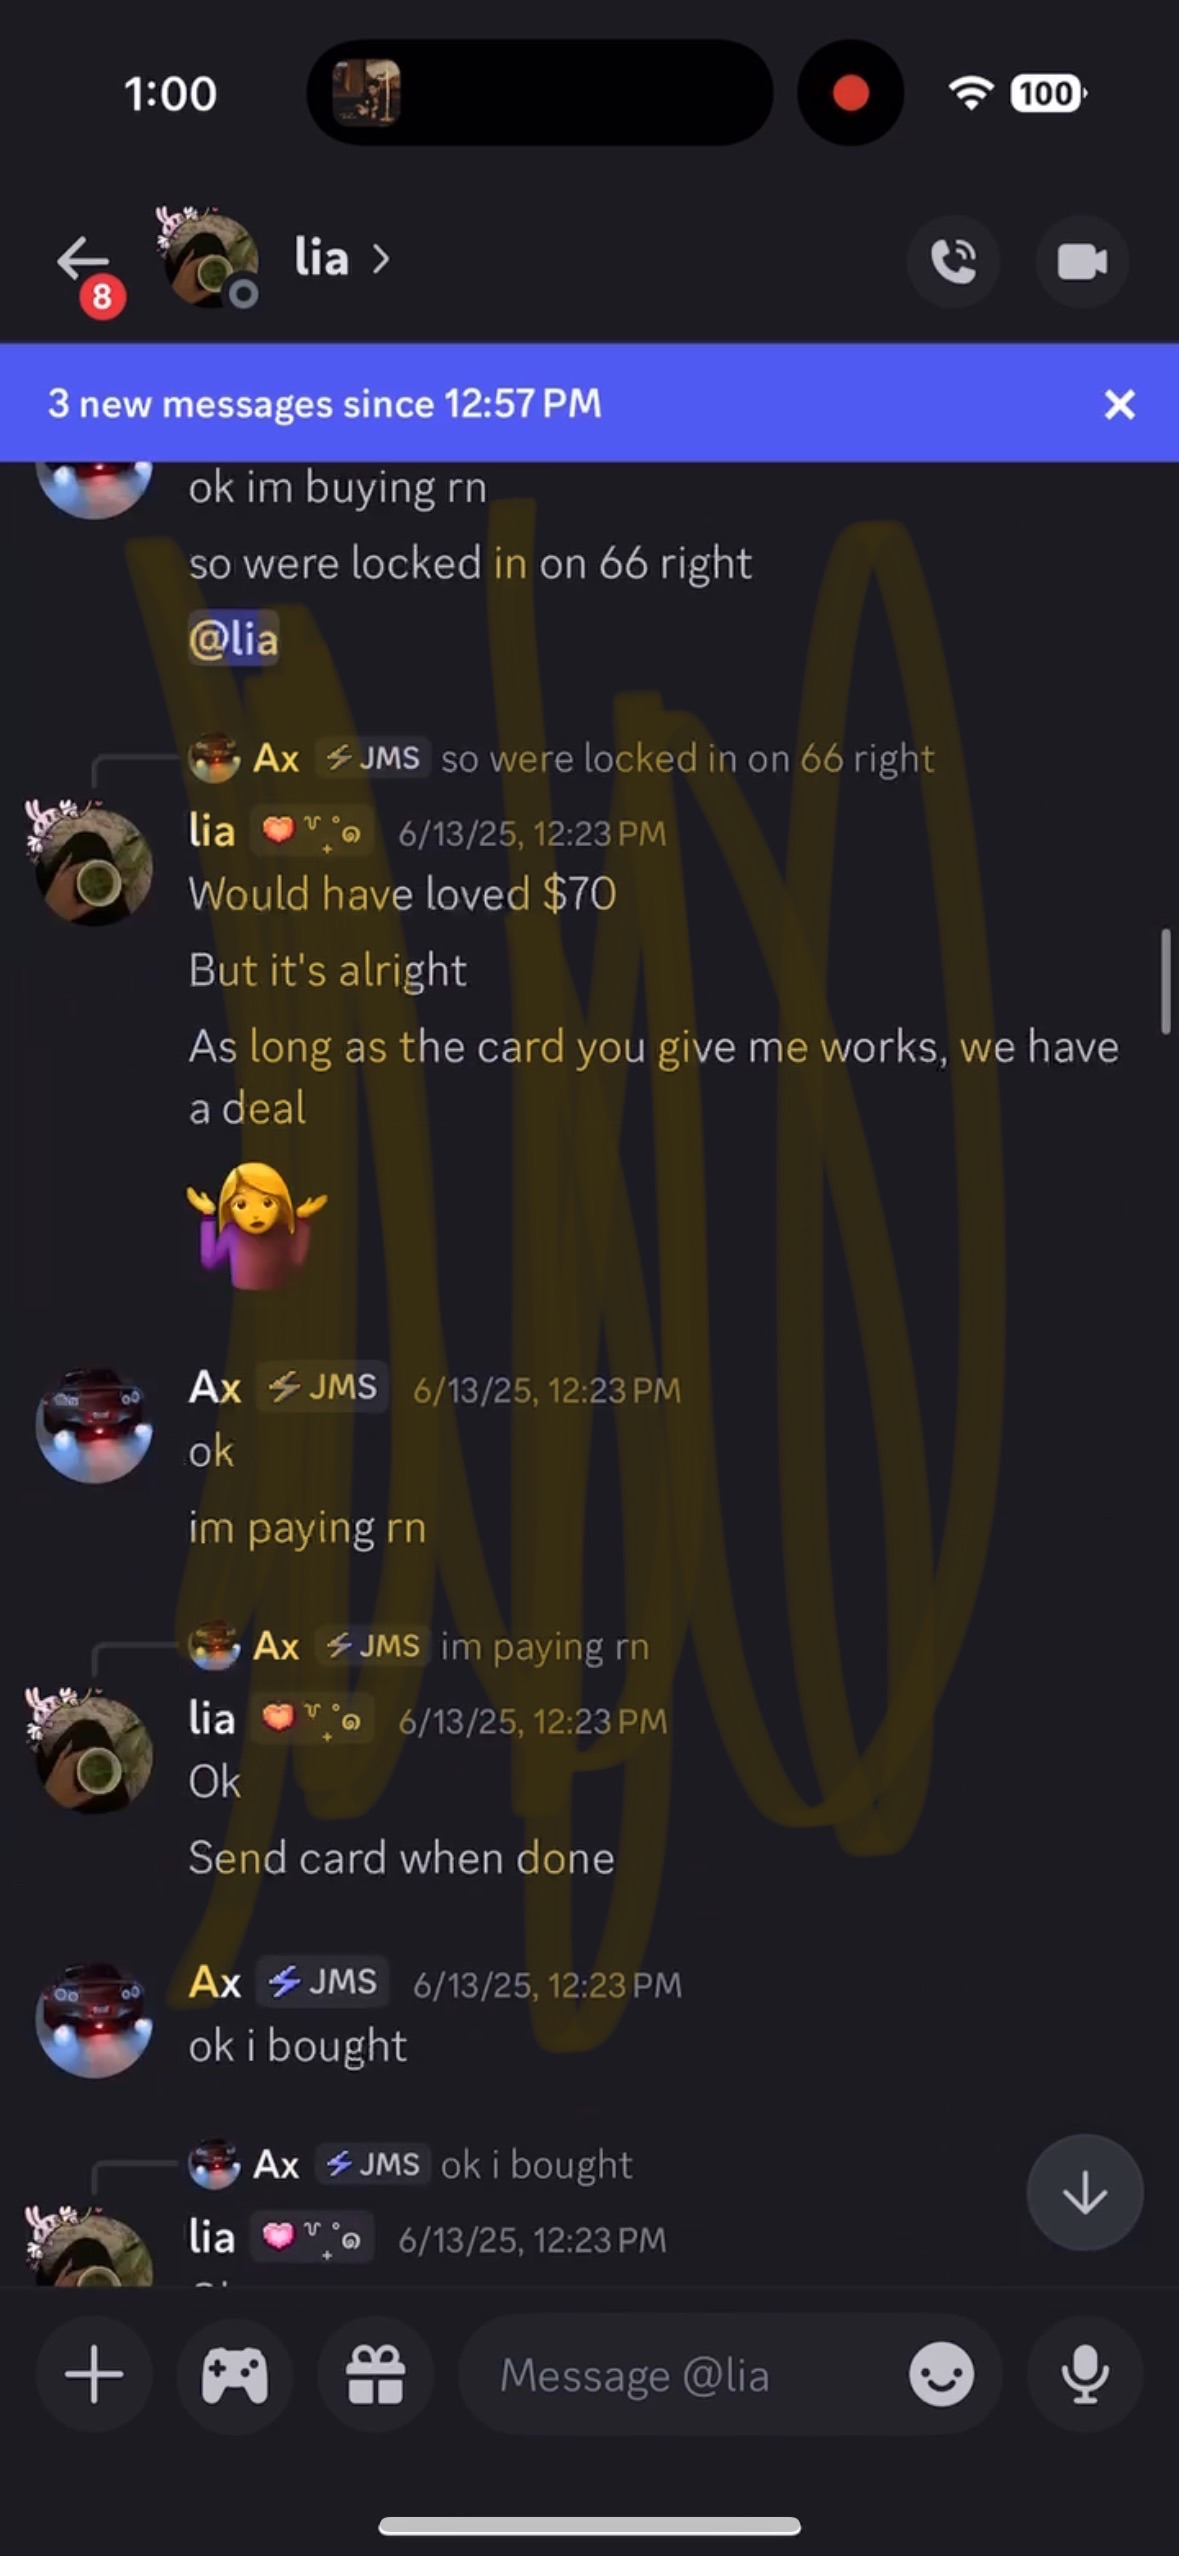 1:00
100
lia
8
3 new messages since 12:57 PM
ok im buying rn
so were locked in on 66 right
@lia
Ax JMS so were locked in on 66 right
lia 6/13/25, 12:23 PM
Would have loved $70
But it's alright
As long as the card you give me works, we have
a deal
Ax JMS 6/13/25, 12:23 PM
ok
im paying rn
Ax JMS im paying rn
lia 6/13/25, 12:23 PM
Ok
Send card when done
Ax JMS 6/13/25, 12:23 PM
ok i bought
Ax JMS ok i bought
lia 6/13/25, 12:23 PM
Message @lia